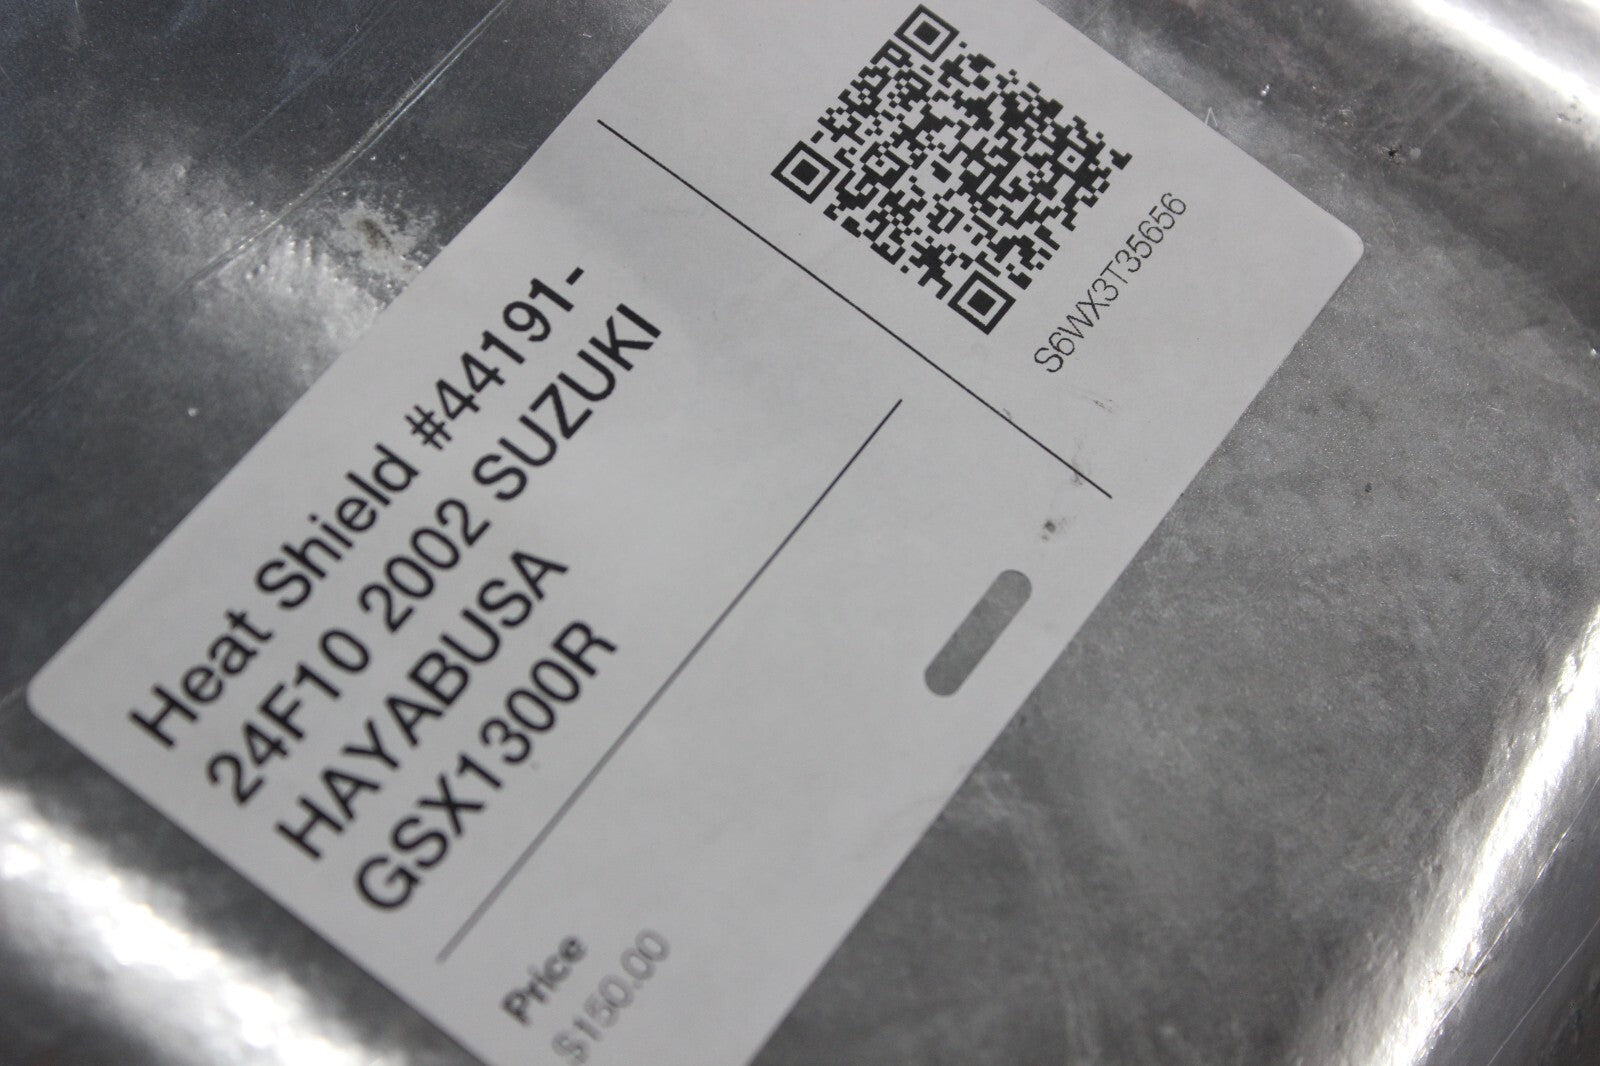 S6WX3T35656
Heat Shield #44191-
24F10 2002 SUZUKI
HAYABUSA
GSX1300R
Price
$150.00